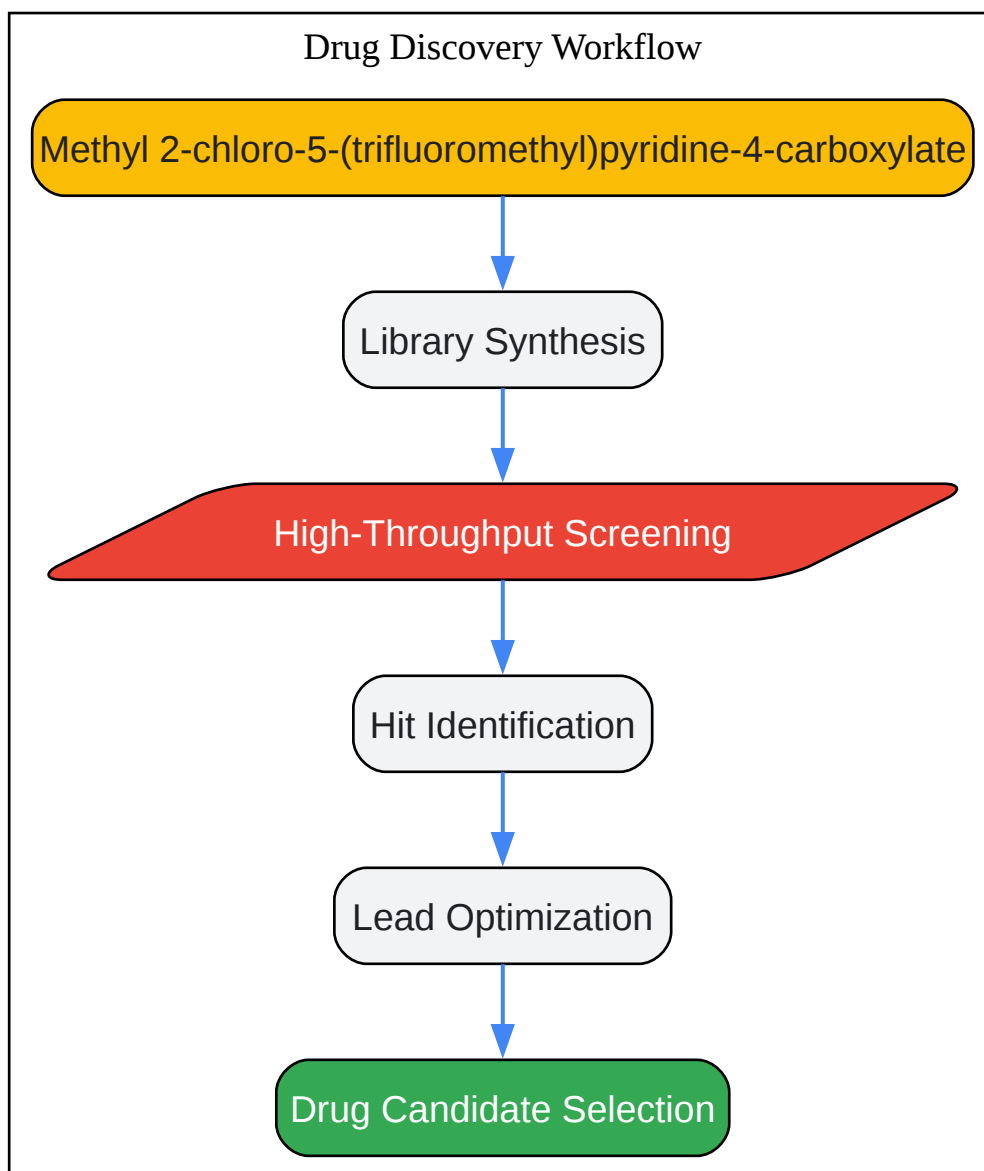 Drug Discovery Workflow
Methyl 2-chloro-5-(trifluoromethyl)pyridine-4-carboxylate
Library Synthesis
High-Throughput Screening
Hit Identification
Lead Optimization
Drug Candidate Selection